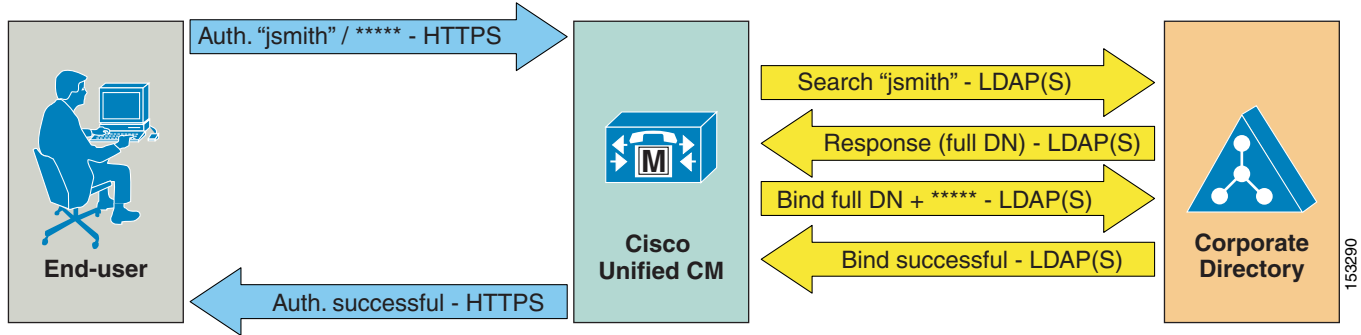 Auth. “jsmith” / ***** - HTTPS
Search “jsmith” - LDAP(S)
Response (full DN) - LDAP(S)
M
Bind full DN + ***** - LDAP(S)
End-user
Cisco
Unified CM
Bind successful - LDAP(S)
Corporate
Directory
Auth. successful - HTTPS
153290